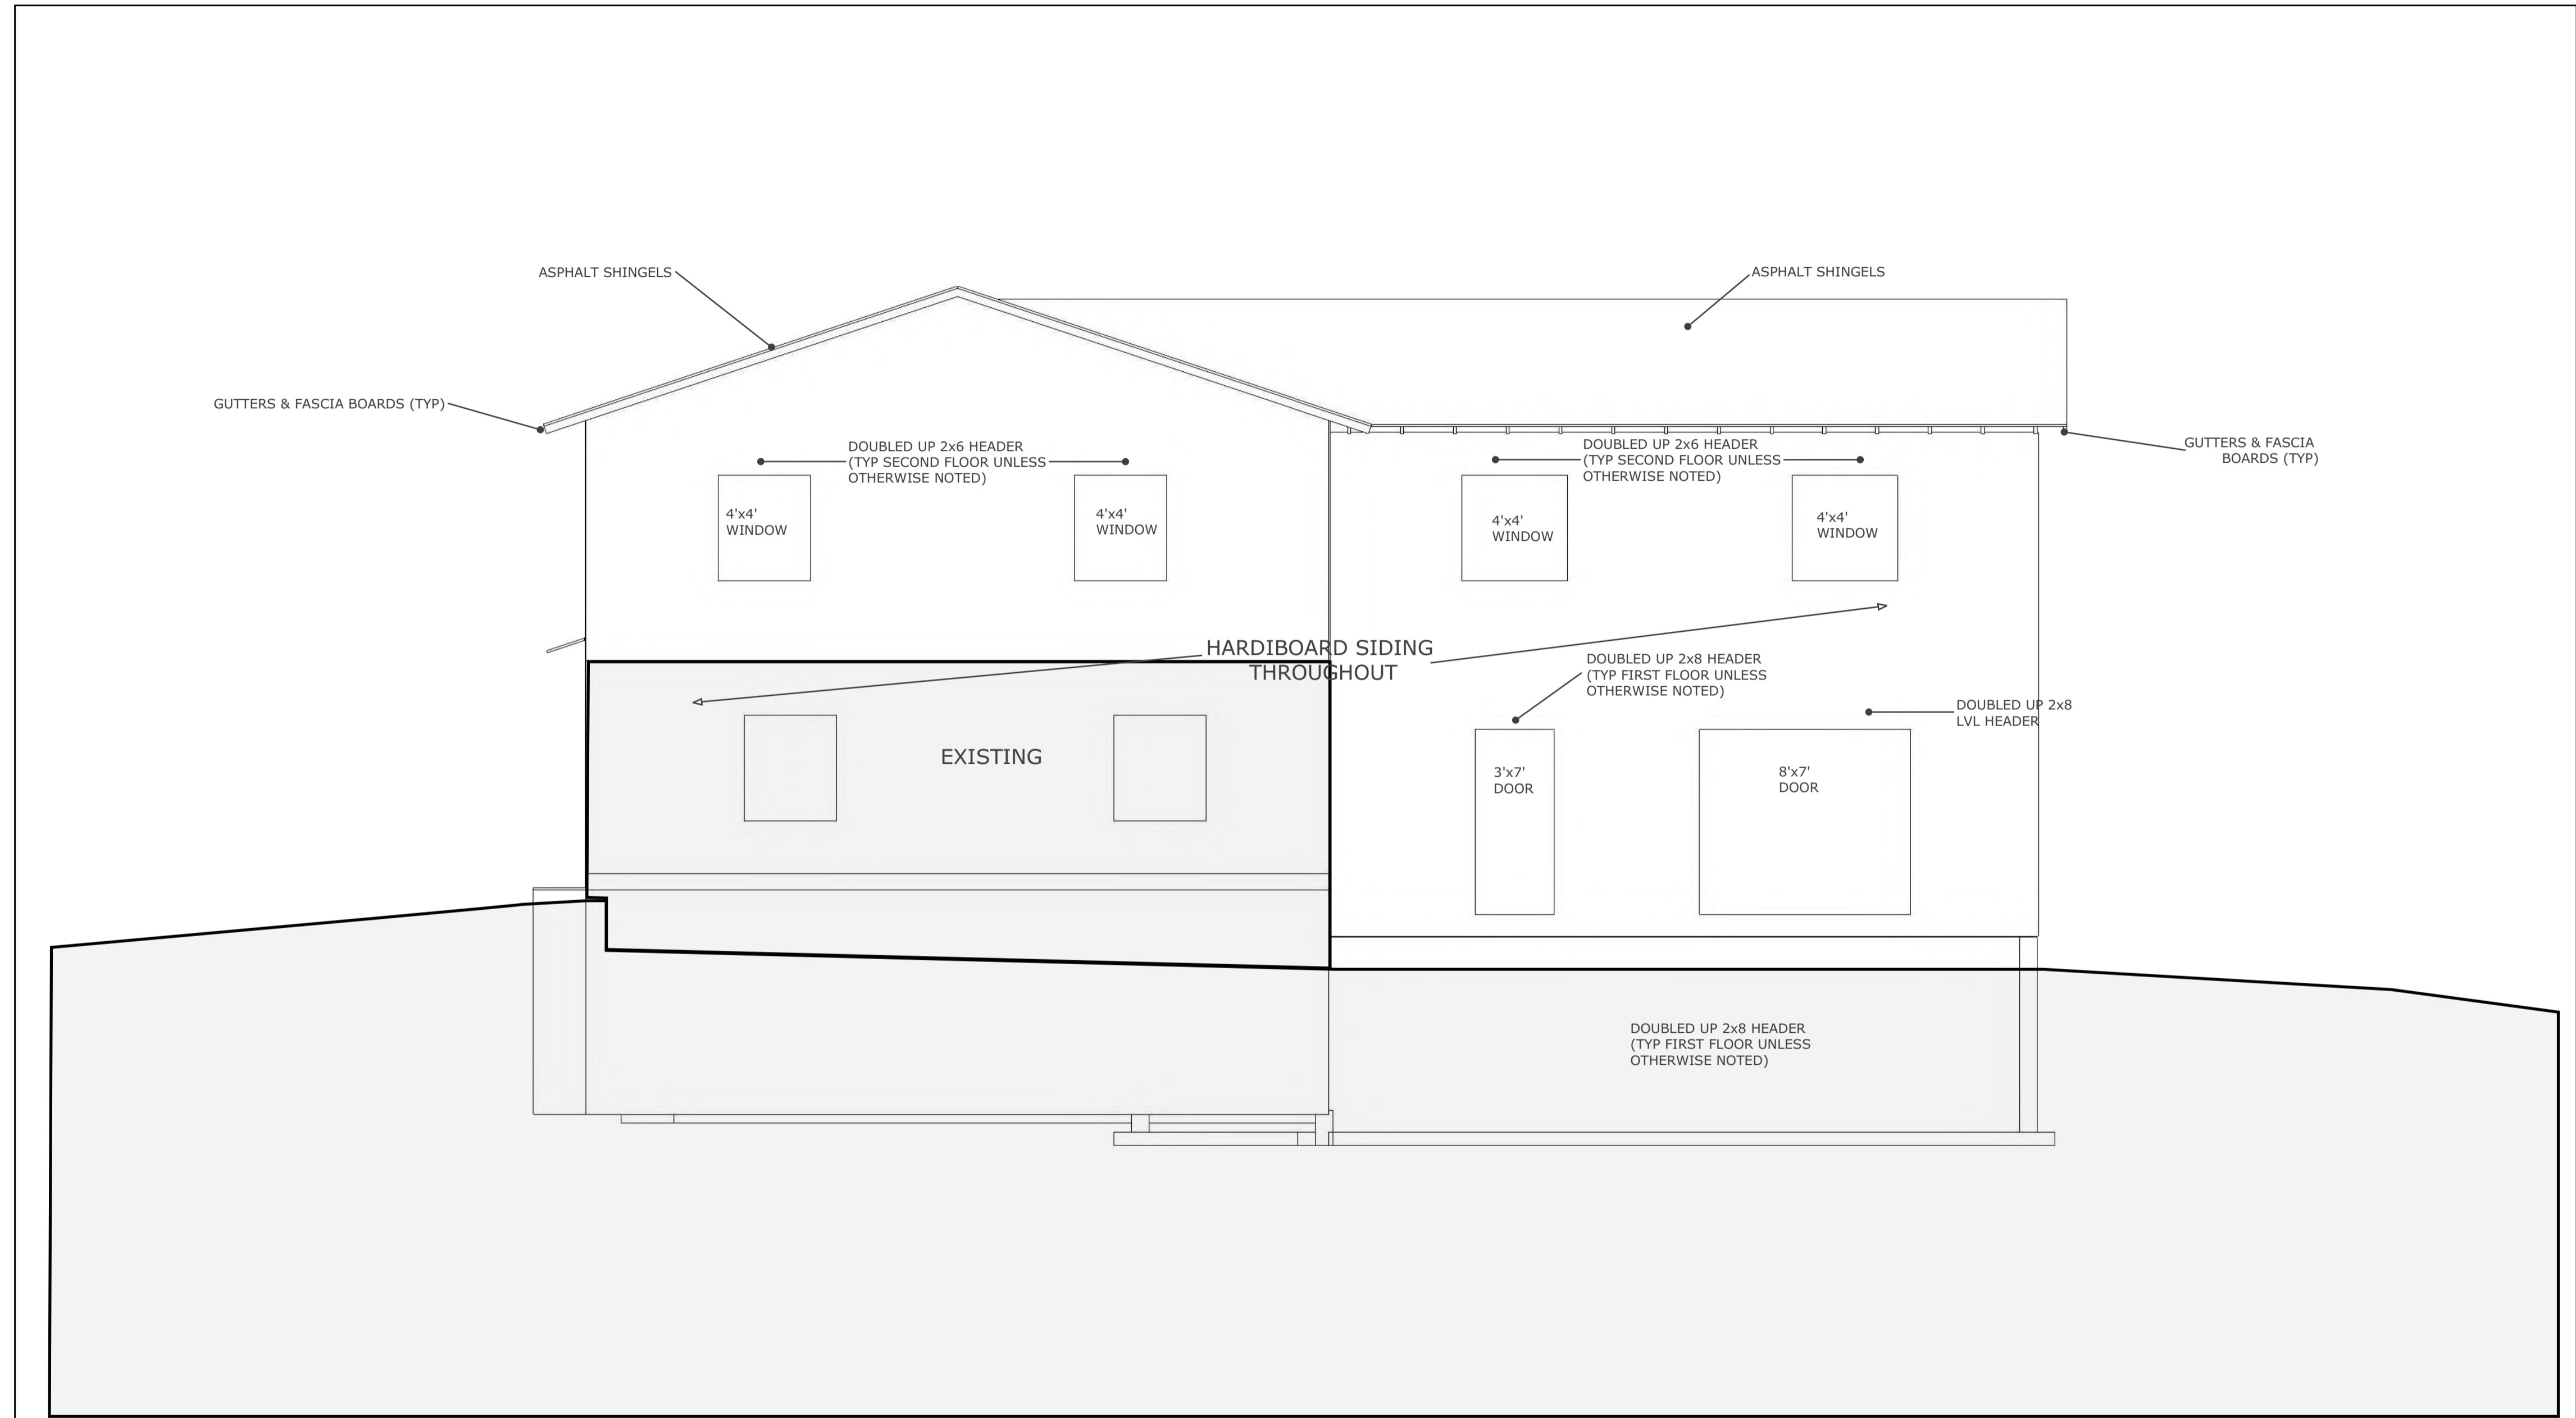 ASPHALT SHINGELS
ASPHALT SHINGELS
GUTTERS & FASCIA BOARDS (TYP)
GUTTERS & FASCIA
BOARDS (TYP)
DOUBLED UP 2x6 HEADER
(TYP SECOND FLOOR UNLESS
OTHERWISE NOTED)
DOUBLED UP 2x6 HEADER
(TYP SECOND FLOOR UNLESS
OTHERWISE NOTED)
4'x4'
WINDOW
4'x4'
WINDOW
4'x4'
WINDOW
4'x4'
WINDOW
HARDIBOARD SIDING
THROUGHOUT
DOUBLED UP 2x8 HEADER
(TYP FIRST FLOOR UNLESS
OTHERWISE NOTED)
DOUBLED UP 2x8
LVL HEADER
EXISTING
3'x7'
DOOR
8'x7'
DOOR
DOUBLED UP 2x8 HEADER
(TYP FIRST FLOOR UNLESS
OTHERWISE NOTED)